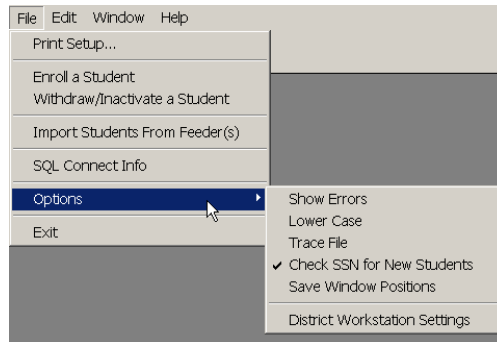 File Edit Window Help
Print Setup...
Enroll a Student
Withdraw/Inactivate a Student
Import Students From Feeder(s)
SQL Connect Info
Options
Exit
Show Errors
Lower Case
Trace File
Check SSN for New Students
Save Window Positions
District Workstation Settings